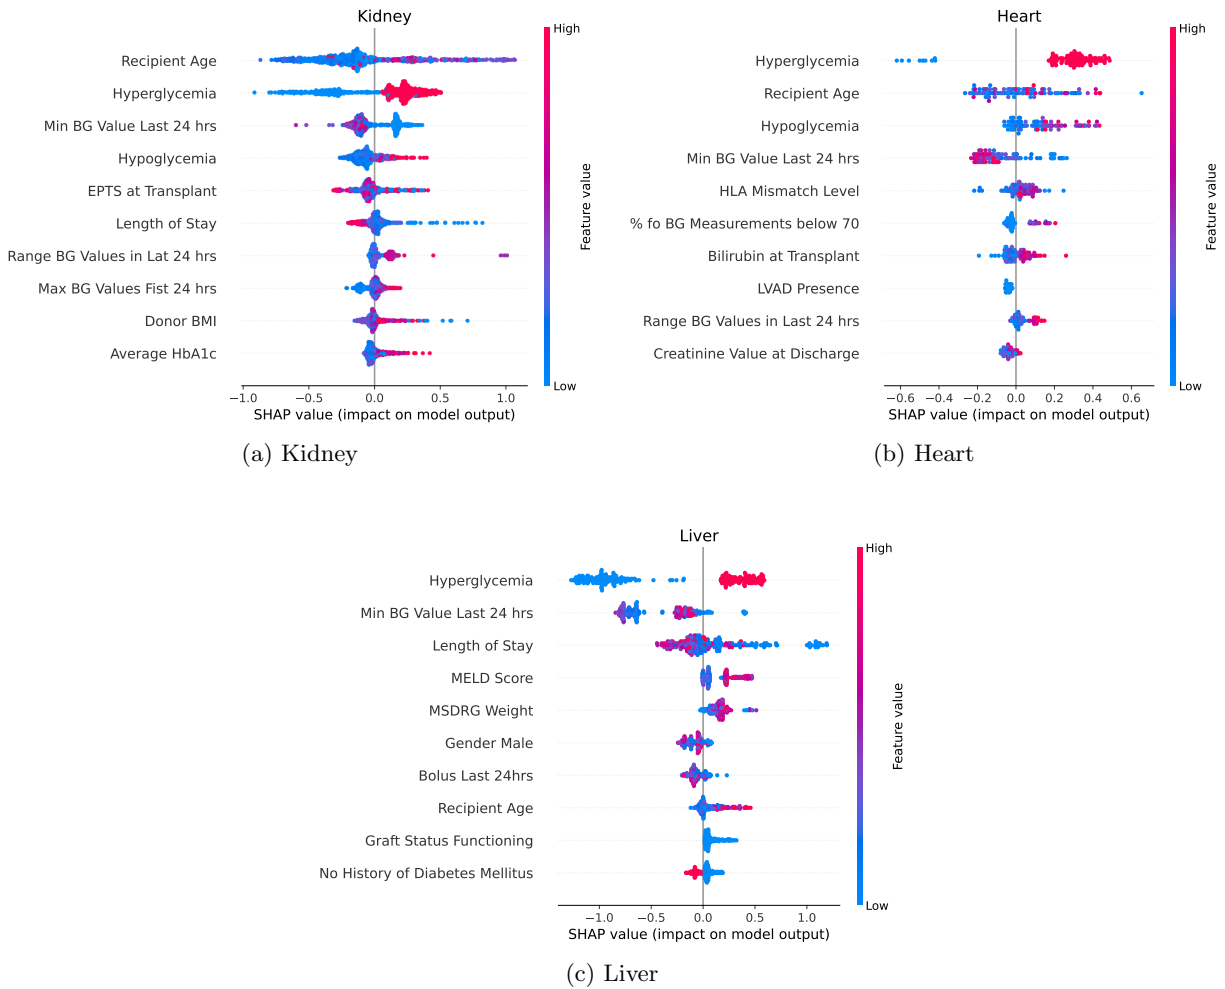 Kidney
High
Recipient Age
Hyperglycemia
Min BG Value Last 24 hrs
Hypoglycemia
EPTS at Transplant
Length of Stay
Range BG Values in Lat 24 hrs
Max BG Values Fist 24 hrs
Donor BMI
Average HbA1c
Feature value
Low
−1.0 −0.5 0.0 0.5 1.0
SHAP value (impact on model output)
(a) Kidney
Heart
High
Hyperglycemia
Recipient Age
Hypoglycemia
Min BG Value Last 24 hrs
HLA Mismatch Level
% fo BG Measurements below 70
Bilirubin at Transplant
LVAD Presence
Range BG Values in Last 24 hrs
Creatinine Value at Discharge
Feature value
Low
−0.6 −0.4 −0.2 0.0 0.2 0.4 0.6
SHAP value (impact on model output)
(b) Heart
Liver
High
Hyperglycemia
Min BG Value Last 24 hrs
Length of Stay
MELD Score
MSDRG Weight
Gender Male
Bolus Last 24hrs
Recipient Age
Graft Status Functioning
No History of Diabetes Mellitus
Feature value
Low
−1.0 −0.5 0.0 0.5 1.0
SHAP value (impact on model output)
(c) Liver